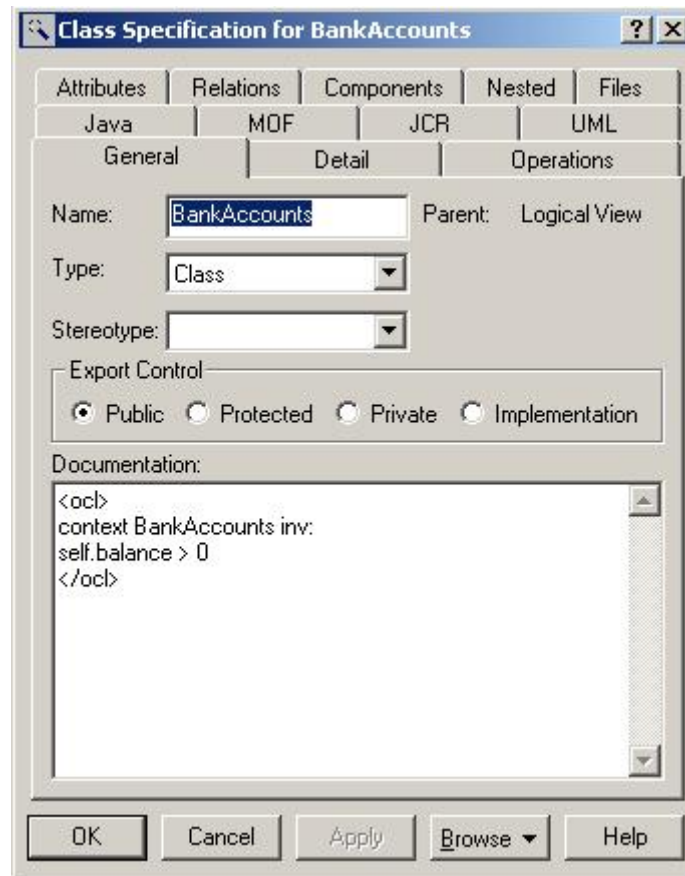 Class Specification for BankAccounts
Attributes Relations Components Nested Files
Java MOF JCR UML
General Detail Operations
Name: BankAccounts Parent: Logical View
Type: Class
Stereotype:
Export Control
Public Protected Private Implementation
Documentation:
<ocl>
context BankAccounts inv:
self.balance > 0
</ocl>
OK Cancel Apply Browse Help